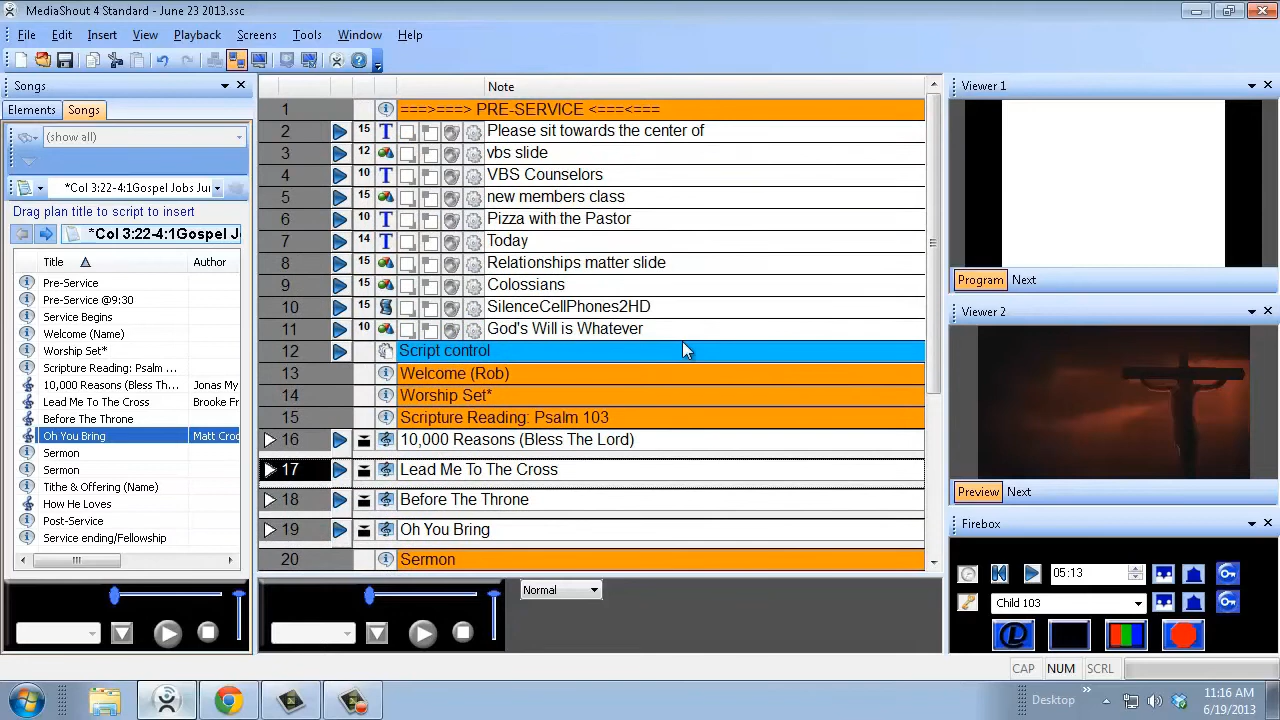 MediaShout 4 Standard - June 23 2013.ssc
File Edit Insert View Playback Screens Tools Window Help
Songs
Elements Songs
(show all)
*Col 3:22-4:1Gospel Jobs Jun
Drag plan title to script to insert
*Col 3:22-4:1Gospel J
Title Author
Pre-Service
Pre-Service @9:30
Service Begins
Welcome (Name)
Worship Set*
Scripture Reading: Psalm ...
10,000 Reasons (Bless Th... Jonas My
Lead Me To The Cross Brooke Fr
Before The Throne
Oh You Bring Matt Croc
Sermon
Sermon
Tithe & Offering (Name)
How He Loves
Post-Service
Service ending/Fellowship
Note
1 ===>===> PRE-SERVICE <===<===
2 15 T Please sit towards the center of
3 12 vbs slide
4 10 T VBS Counselors
5 15 new members class
6 10 T Pizza with the Pastor
7 14 T Today
8 15 Relationships matter slide
9 15 Colossians
10 15 SilenceCellPhones2HD
11 10 God's Will is Whatever
12 Script control
13 Welcome (Rob)
14 Worship Set*
15 Scripture Reading: Psalm 103
16 10,000 Reasons (Bless The Lord)
17 Lead Me To The Cross
18 Before The Throne
19 Oh You Bring
20 Sermon
Normal
Viewer 1
Program Next
Viewer 2
Preview Next
Firebox
05:13
Child 103
CAP NUM SCRL
Desktop
11:16 AM
6/19/2013